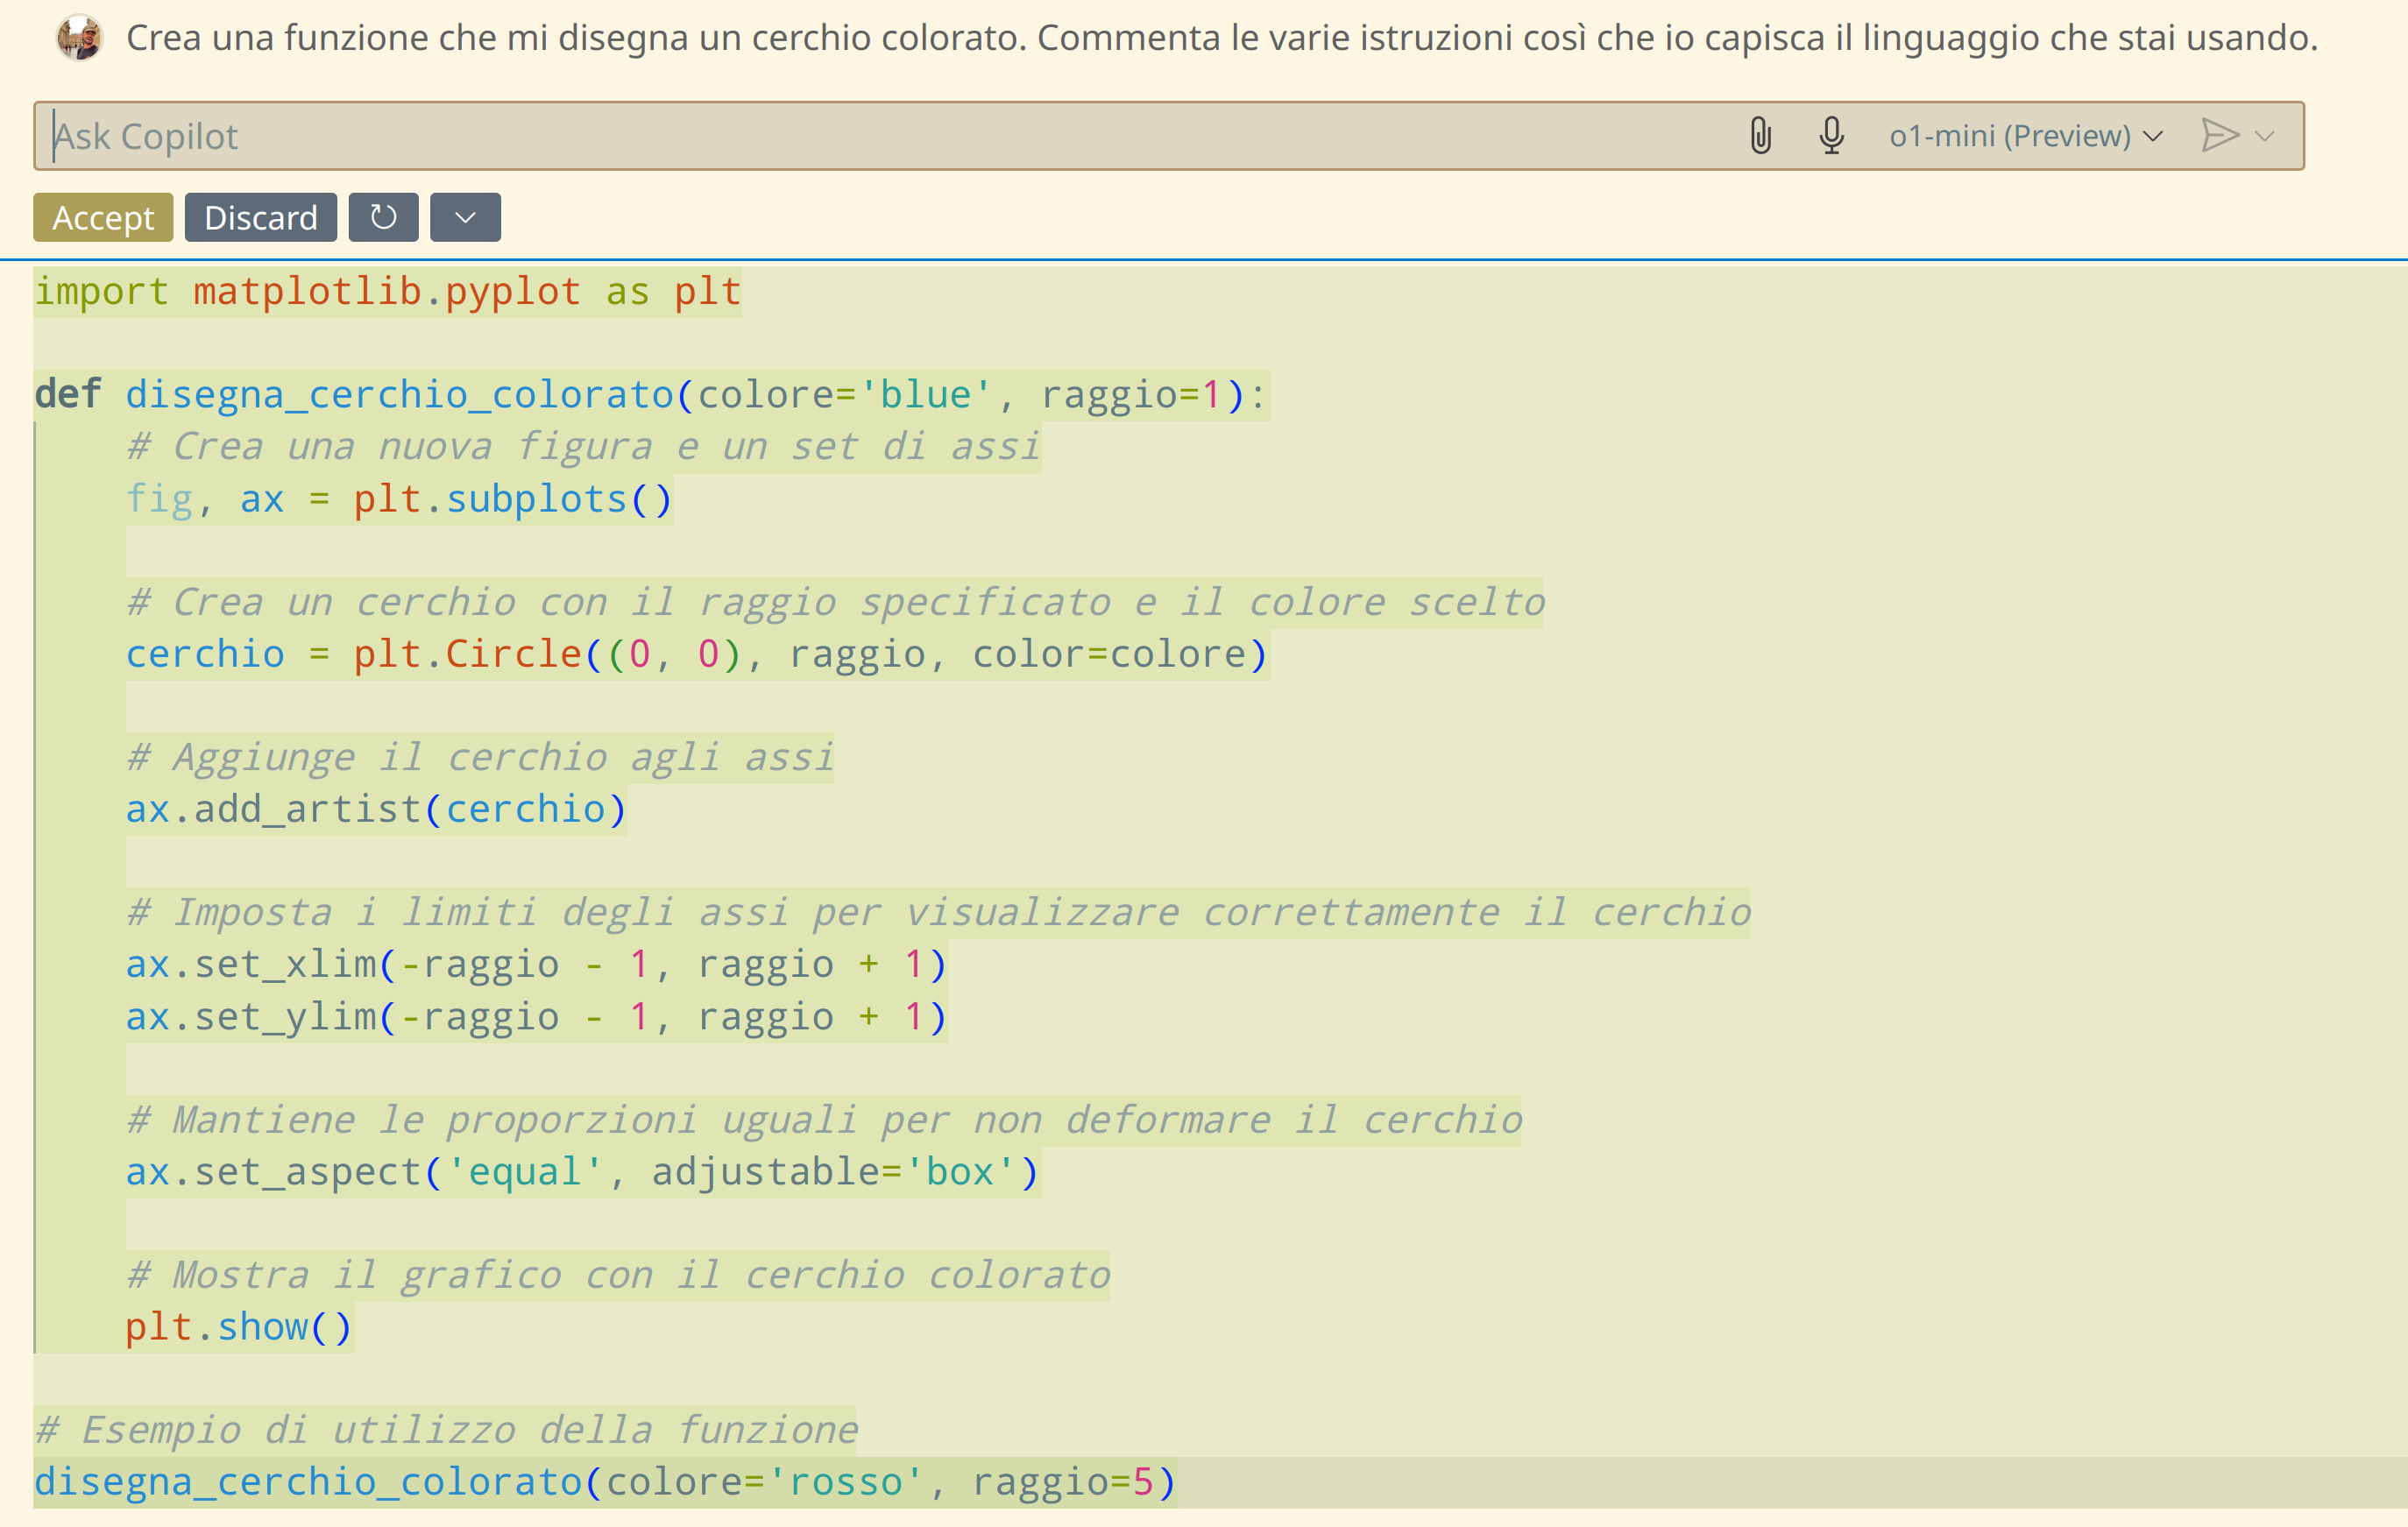 Crea una funzione che mi disegna un cerchio colorato. Commenta le varie istruzioni così che io capisca il linguaggio che stai usando.
Ask Copilot
o1-mini (Preview)
Accept
Discard
import matplotlib.pyplot as plt
def disegna_cerchio_colorato(colore='blue', raggio=1):
# Crea una nuova figura e un set di assi
fig, ax = plt.subplots()
# Crea un cerchio con il raggio specificato e il colore scelto
cerchio = plt.Circle((0, 0), raggio, color=colore)
# Aggiunge il cerchio agli assi
ax.add_artist(cerchio)
# Imposta i limiti degli assi per visualizzare correttamente il cerchio
ax.set_xlim(-raggio - 1, raggio + 1)
ax.set_ylim(-raggio - 1, raggio + 1)
# Mantiene le proporzioni uguali per non deformare il cerchio
ax.set_aspect('equal', adjustable='box')
# Mostra il grafico con il cerchio colorato
plt.show()
# Esempio di utilizzo della funzione
disegna_cerchio_colorato(colore='rosso', raggio=5)